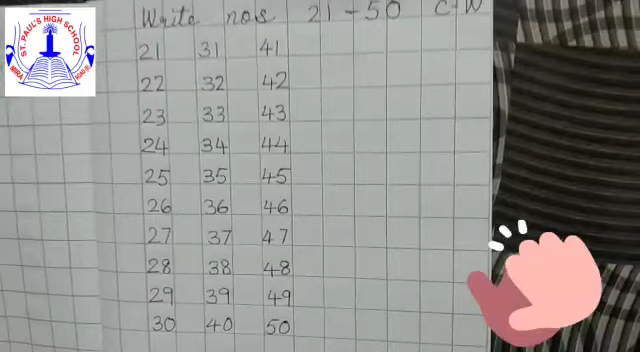 ST. PAUL'S HIGH SCHOOL
MIRA ROAD (E)
Write nos 21-50 C.W
21 31 41
22 32 42
23 33 43
24 34 44
25 35 45
26 36 46
27 37 47
28 38 48
29 39 49
30 40 50